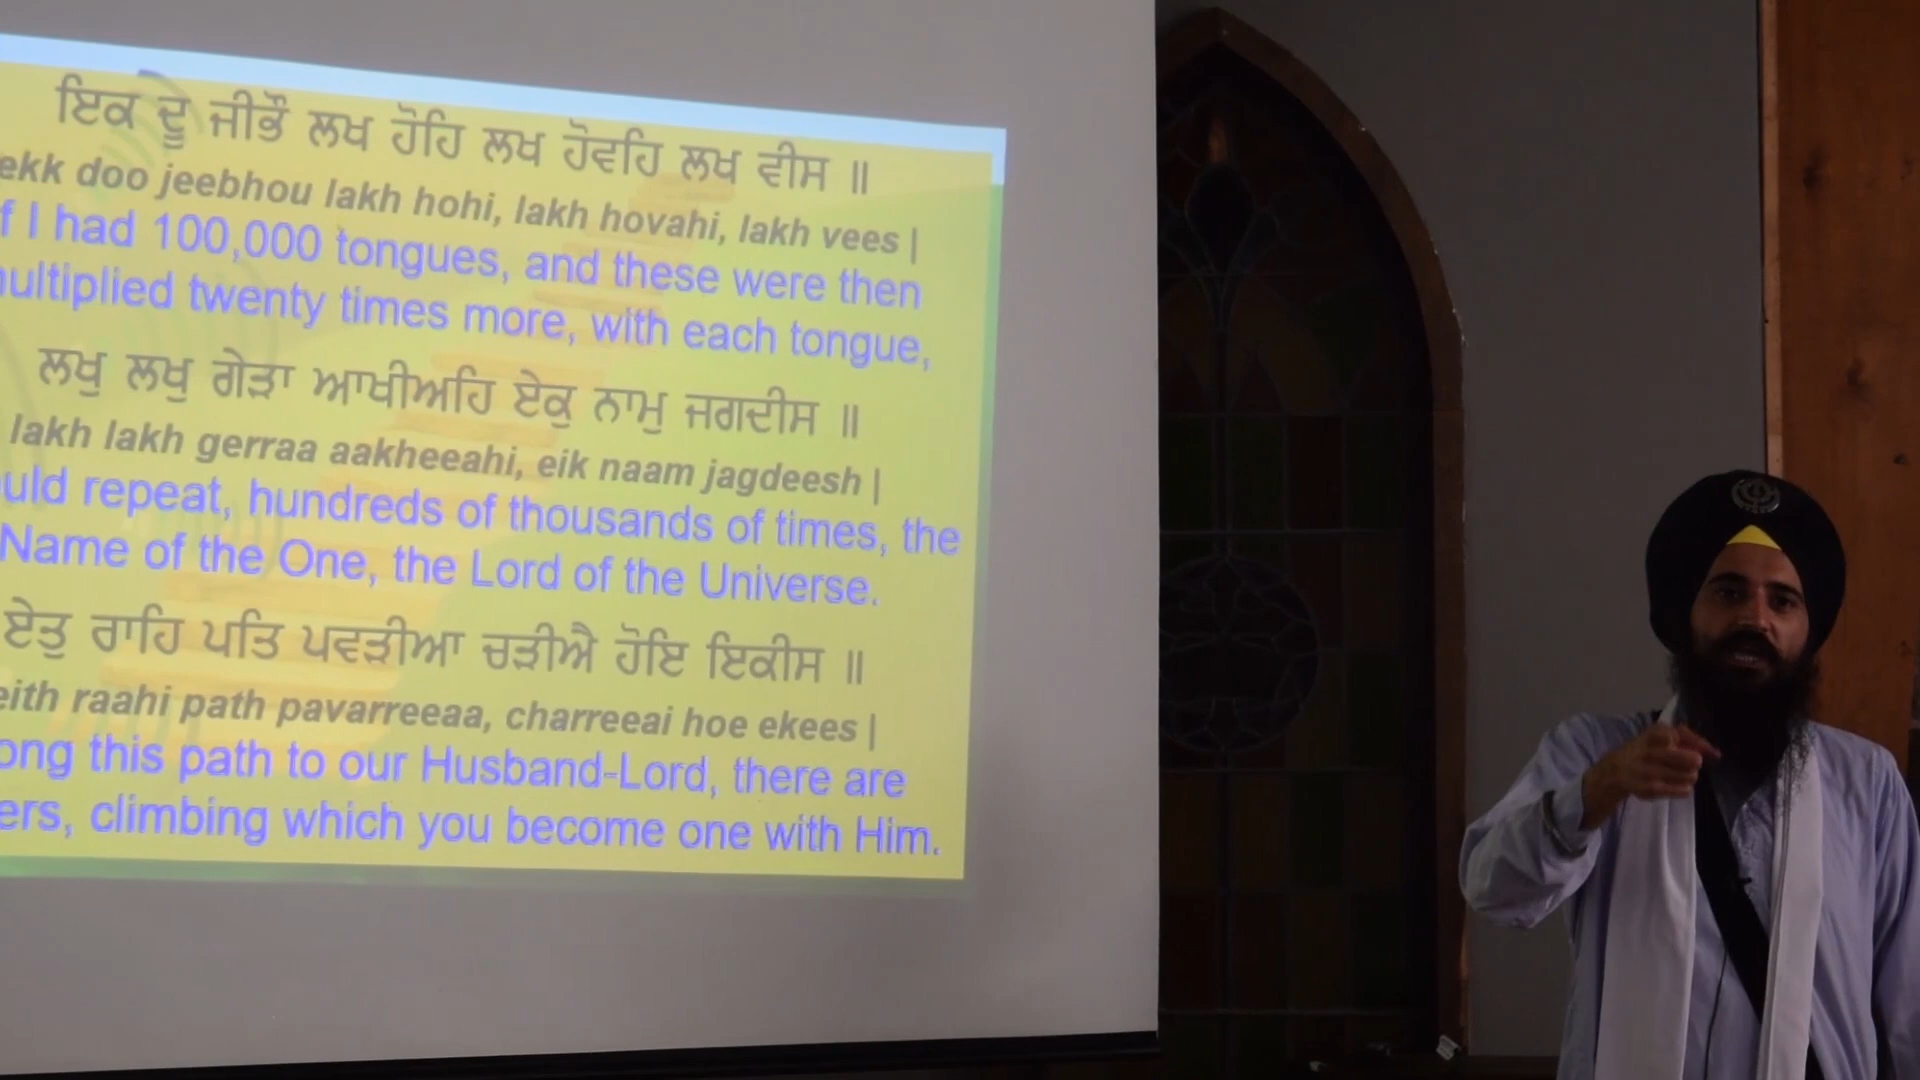 ਇਕ ਦੂ ਜੀਭੌ ਲਖ ਹੋਹਿ ਲਖ ਹੋਵਹਿ ਲਖ ਵੀਸ ॥
ekk doo jeebhou lakh hohi, lakh hovahi, lakh vees |
f I had 100,000 tongues, and these were then
ultiplied twenty times more, with each tongue,
ਲਖੁ ਲਖੁ ਗੇੜਾ ਆਖੀਅਹਿ ਏਕੁ ਨਾਮੁ ਜਗਦੀਸ ॥
lakh lakh gerraa aakheeahi, eik naam jagdeesh |
uld repeat, hundreds of thousands of times, the
Name of the One, the Lord of the Universe.
ਏਤੁ ਰਾਹਿ ਪਤਿ ਪਵੜੀਆ ਚੜੀਐ ਹੋਇ ਇਕੀਸ ॥
eith raahi path pavarreeaa, charreeai hoe ekees |
ong this path to our Husband-Lord, there are
ers, climbing which you become one with Him.